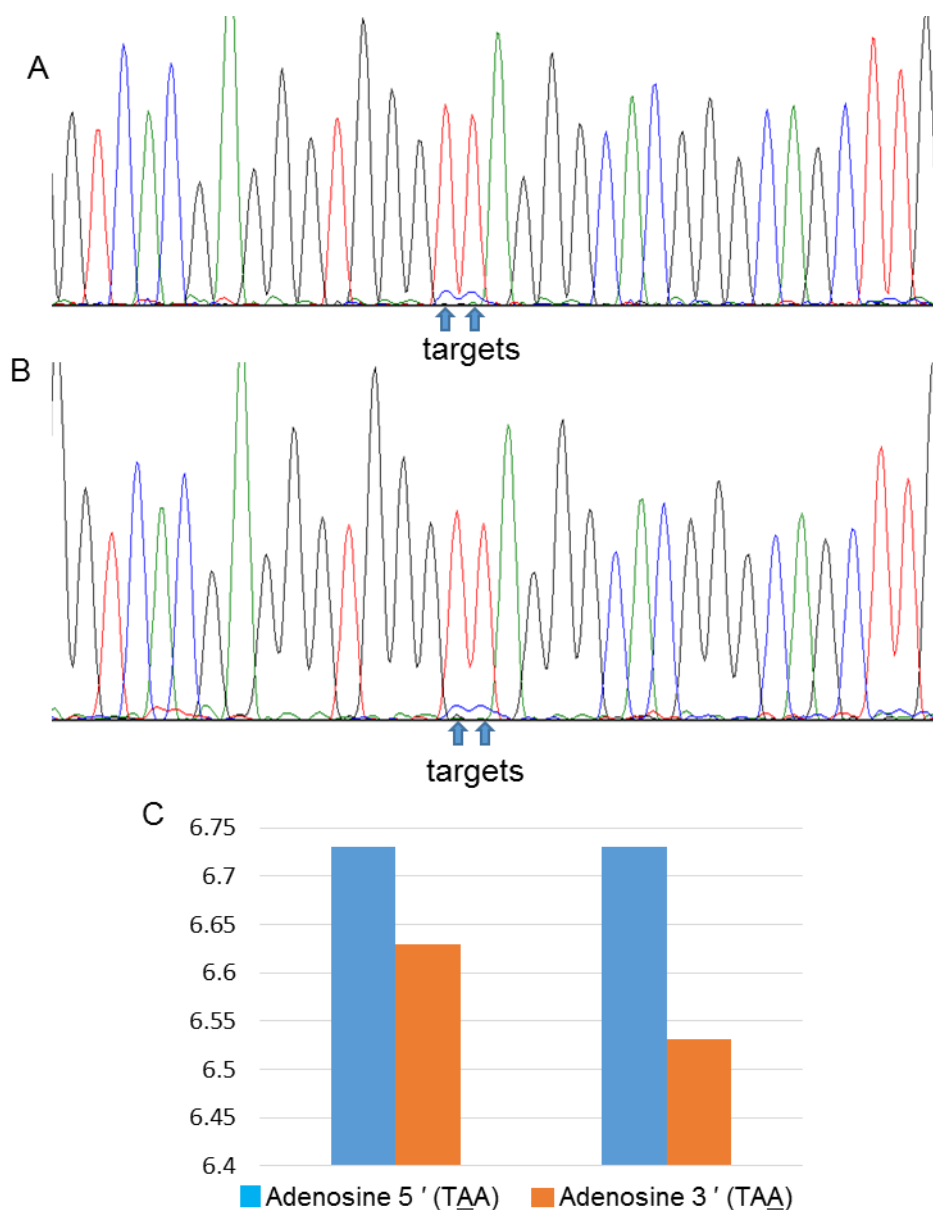 A
targets
B
targets
C
6.75
6.7
6.65
6.6
6.55
6.5
6.45
6.4
Adenosine 5 ′ (TAA) Adenosine 3 ′ (TAA)